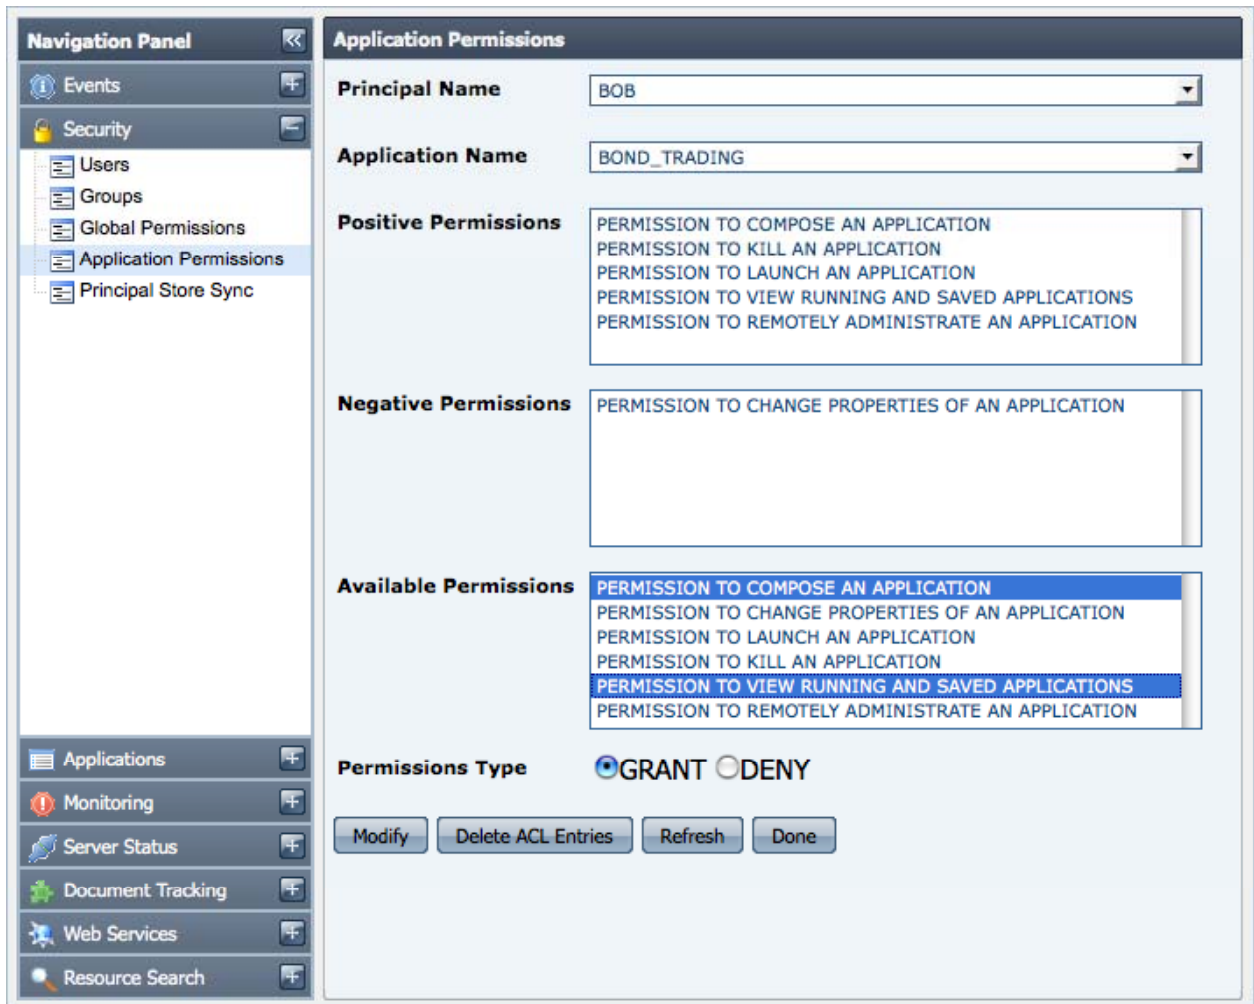 Navigation Panel
Events
Security
Users
Groups
Global Permissions
Application Permissions
Principal Store Sync
Applications
Monitoring
Server Status
Document Tracking
Web Services
Resource Search
Application Permissions
Principal Name
BOB
Application Name
BOND_TRADING
Positive Permissions
PERMISSION TO COMPOSE AN APPLICATION
PERMISSION TO KILL AN APPLICATION
PERMISSION TO LAUNCH AN APPLICATION
PERMISSION TO VIEW RUNNING AND SAVED APPLICATIONS
PERMISSION TO REMOTELY ADMINISTRATE AN APPLICATION
Negative Permissions
PERMISSION TO CHANGE PROPERTIES OF AN APPLICATION
Available Permissions
PERMISSION TO COMPOSE AN APPLICATION
PERMISSION TO CHANGE PROPERTIES OF AN APPLICATION
PERMISSION TO LAUNCH AN APPLICATION
PERMISSION TO KILL AN APPLICATION
PERMISSION TO VIEW RUNNING AND SAVED APPLICATIONS
PERMISSION TO REMOTELY ADMINISTRATE AN APPLICATION
Permissions Type
GRANT DENY
Modify Delete ACL Entries Refresh Done